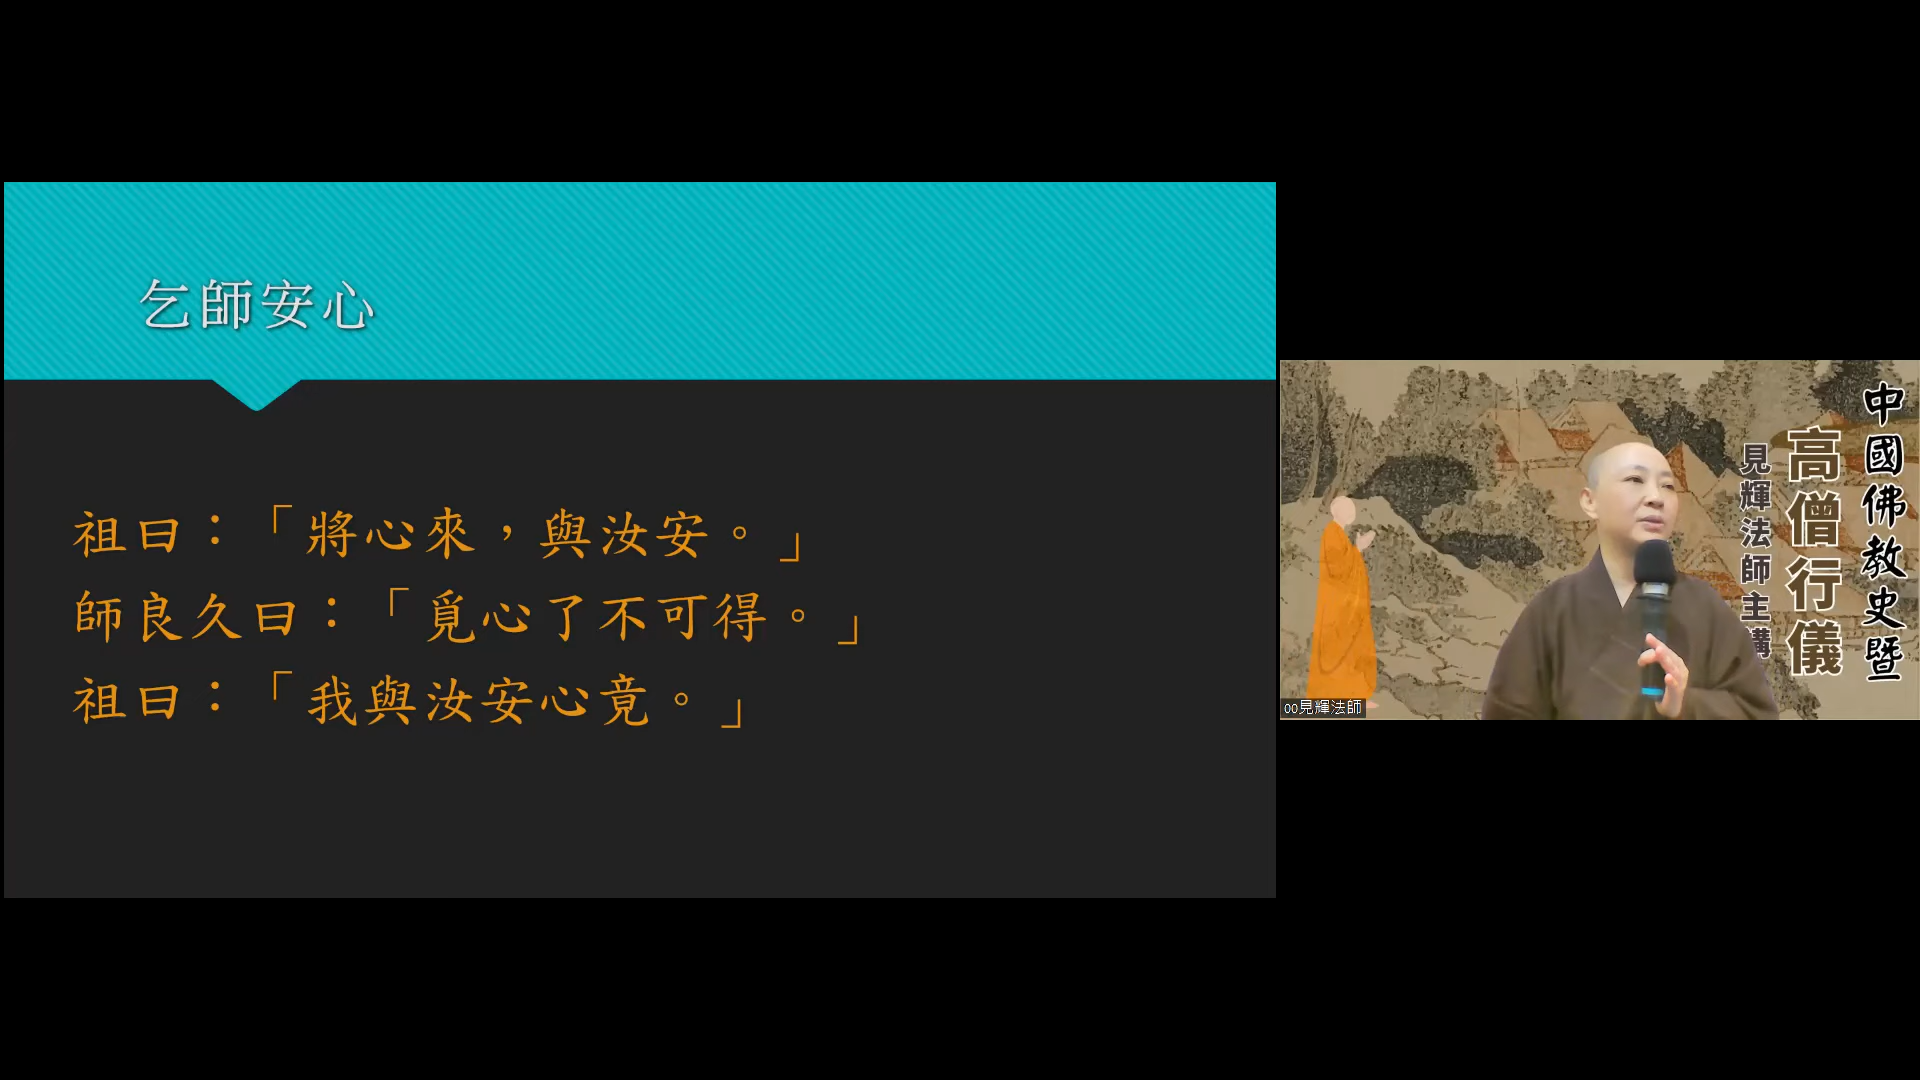 乞師安心
祖曰：「將心來，與汝安。」
師良久曰：「覓心了不可得。」
祖曰：「我與汝安心竟。」
中國佛教史暨
高僧行儀
見輝法師主講
oo見輝法師